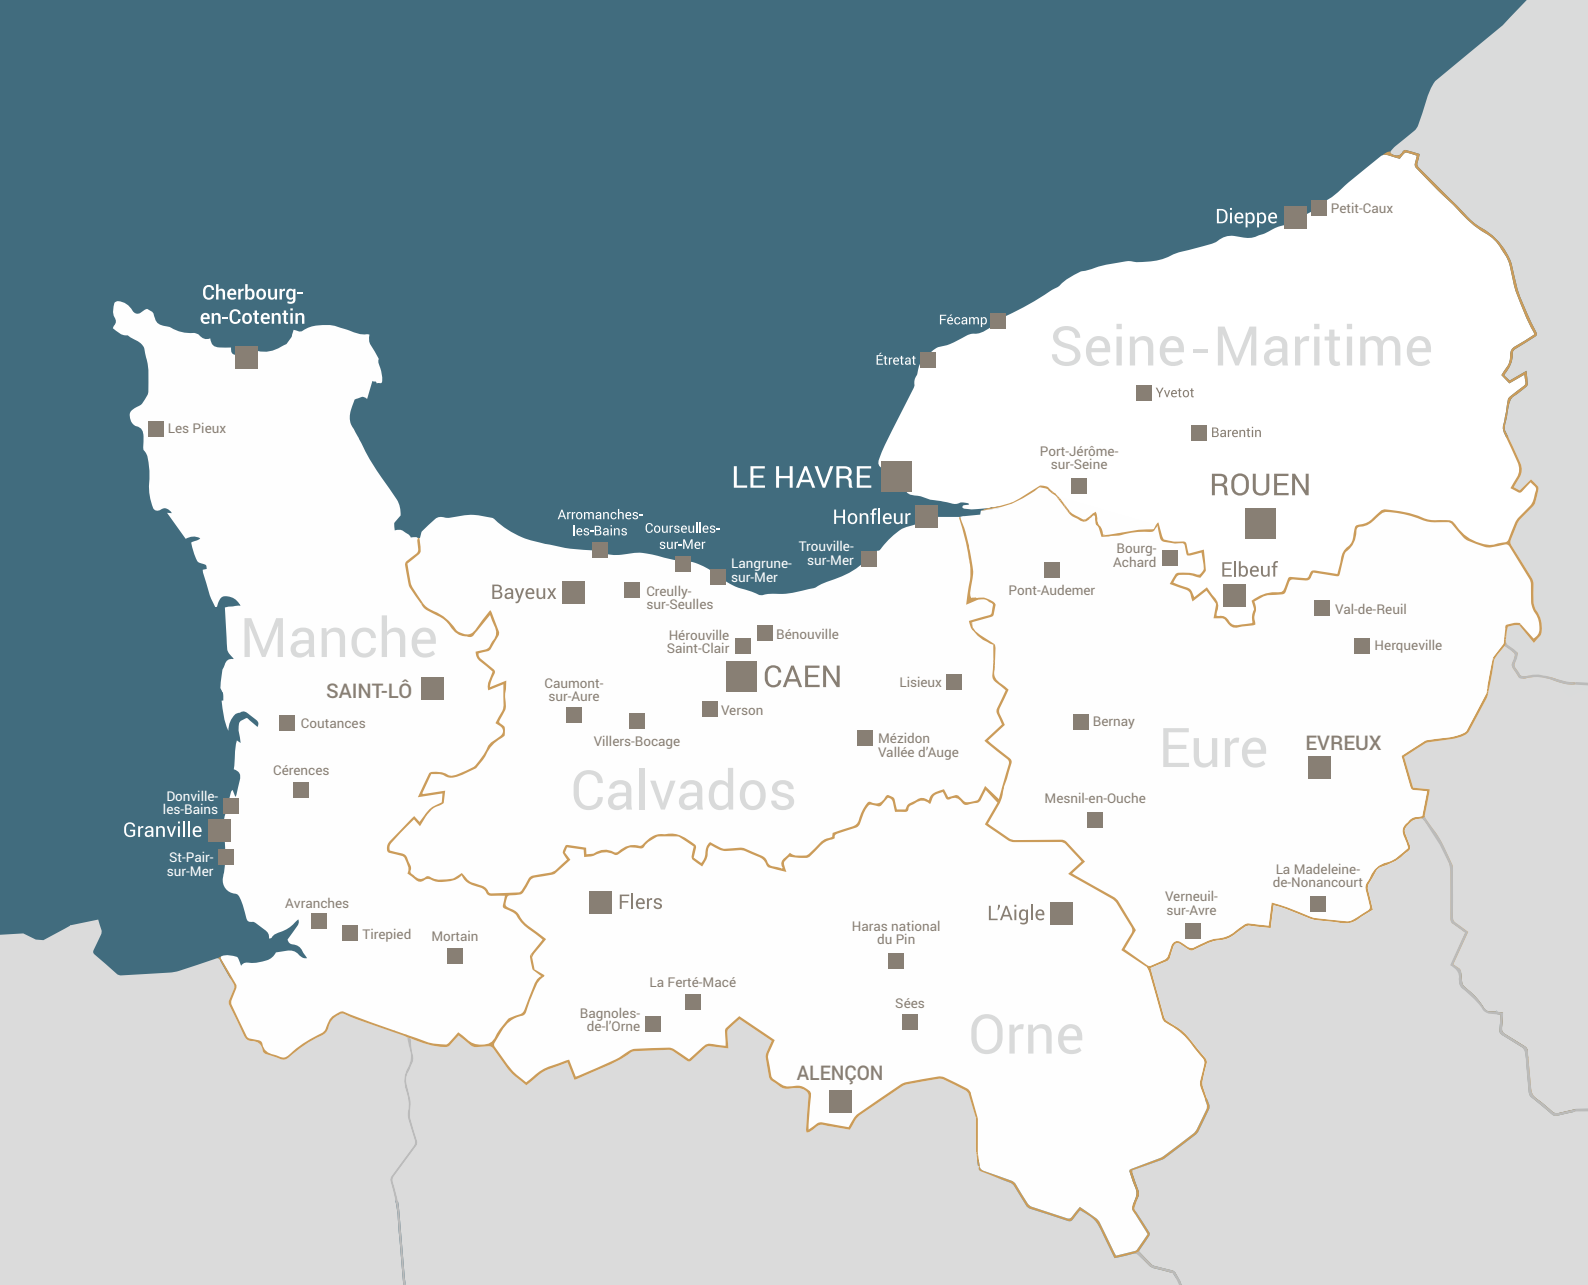 Dieppe
Petit-Caux
Cherbourg-
en-Cotentin
Fécamp
Étretat
Seine-Maritime
Yvetot
Les Pieux
Barentin
Port-Jérôme-
sur-Seine
LE HAVRE
ROUEN
Honfleur
Arromanches-
les-Bains
Courseulles-
sur-Mer
Trouville-
sur-Mer
Langrune-
sur-Mer
Bourg-
Achard
Elbeuf
Bayeux
Creully-
sur-Seulles
Pont-Audemer
Val-de-Reuil
Manche
Hérouville
Saint-Clair
Bénouville
Herqueville
CAEN
SAINT-LÔ
Caumont-
sur-Aure
Lisieux
Verson
Coutances
Villers-Bocage
Mézidon
Vallée d'Auge
Bernay
Eure
EVREUX
Cérences
Calvados
Mesnil-en-Ouche
Donville-
les-Bains
Granville
St-Pair-
sur-Mer
La Madeleine-
de-Nonancourt
Avranches
Flers
L'Aigle
Verneuil-
sur-Avre
Tirepied
Mortain
Haras national
du Pin
La Ferté-Macé
Bagnoles-
de-l'Orne
Sées
Orne
ALENÇON